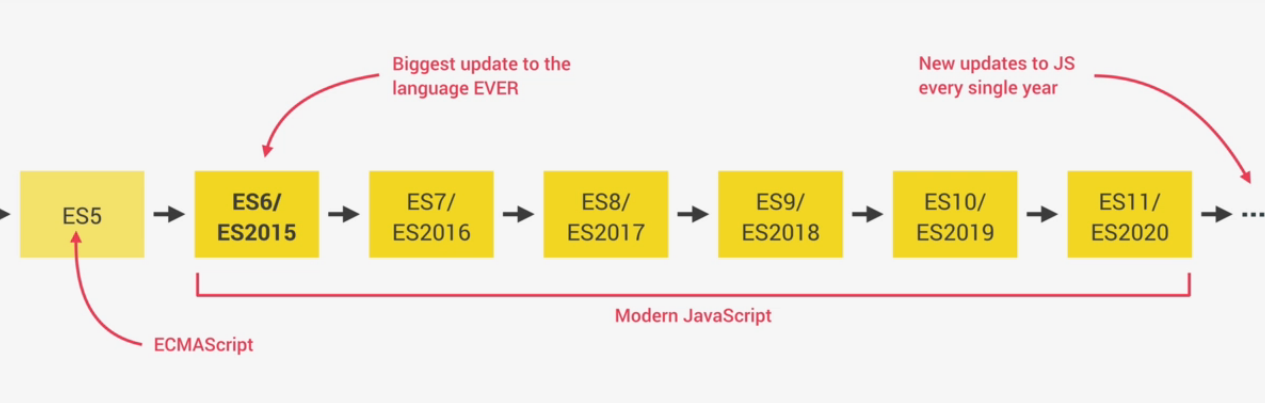 Biggest update to the
language EVER
New updates to JS
every single year
ES5
ES6/
ES2015
ES7/
ES2016
ES8/
ES2017
ES9/
ES2018
ES10/
ES2019
ES11/
ES2020
...
Modern JavaScript
ECMAScript